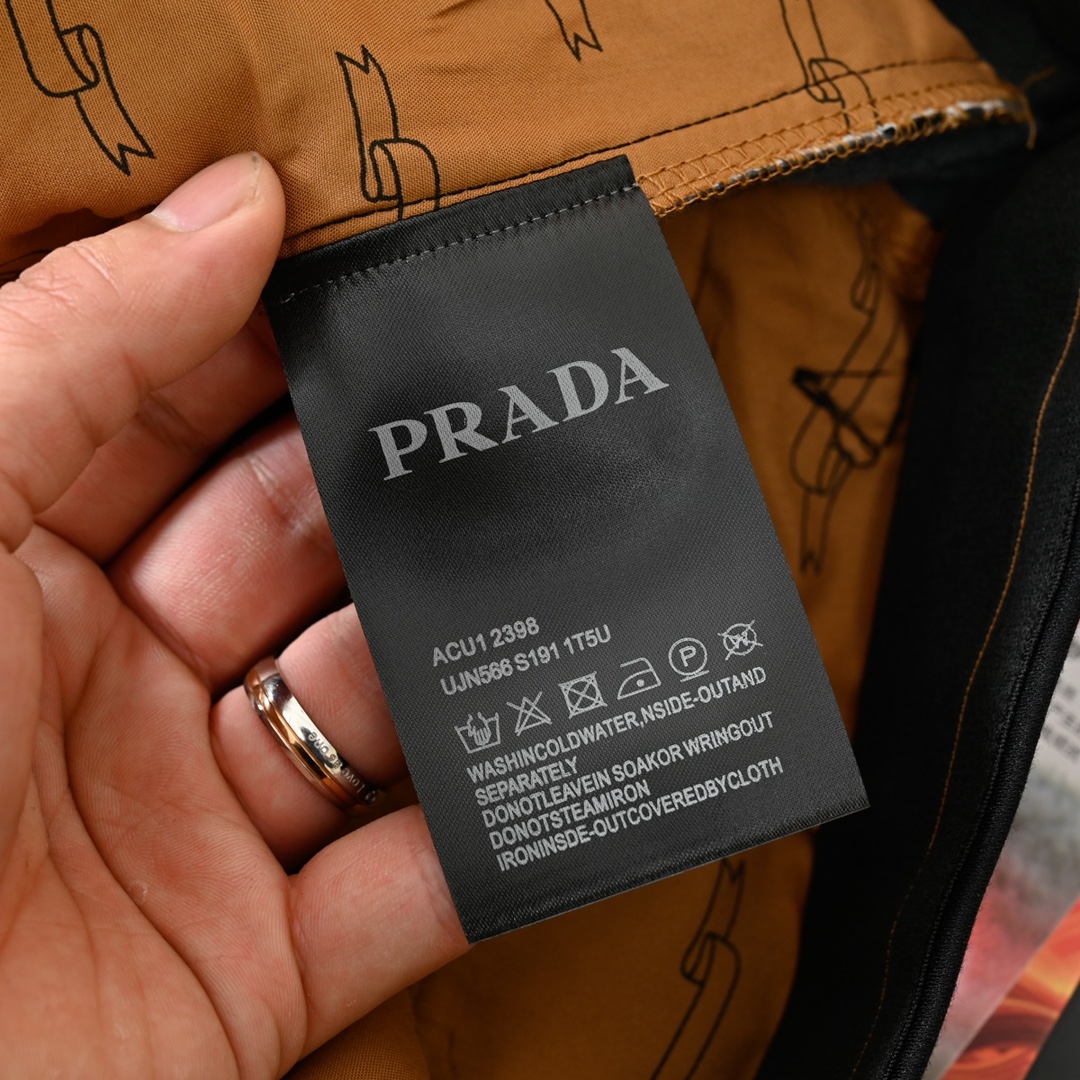 PRADA
ACU1 2398
UJN566 S191 1T5U
P
W
WASHINCOLDWATER,NSIDE-OUTAND
SEPARATELY
DONOTLEAVEIN SOAKOR WRINGOUT
DONOTSTEAMIRON
IRONINSDE-OUTCOVEREDBYCLOTH